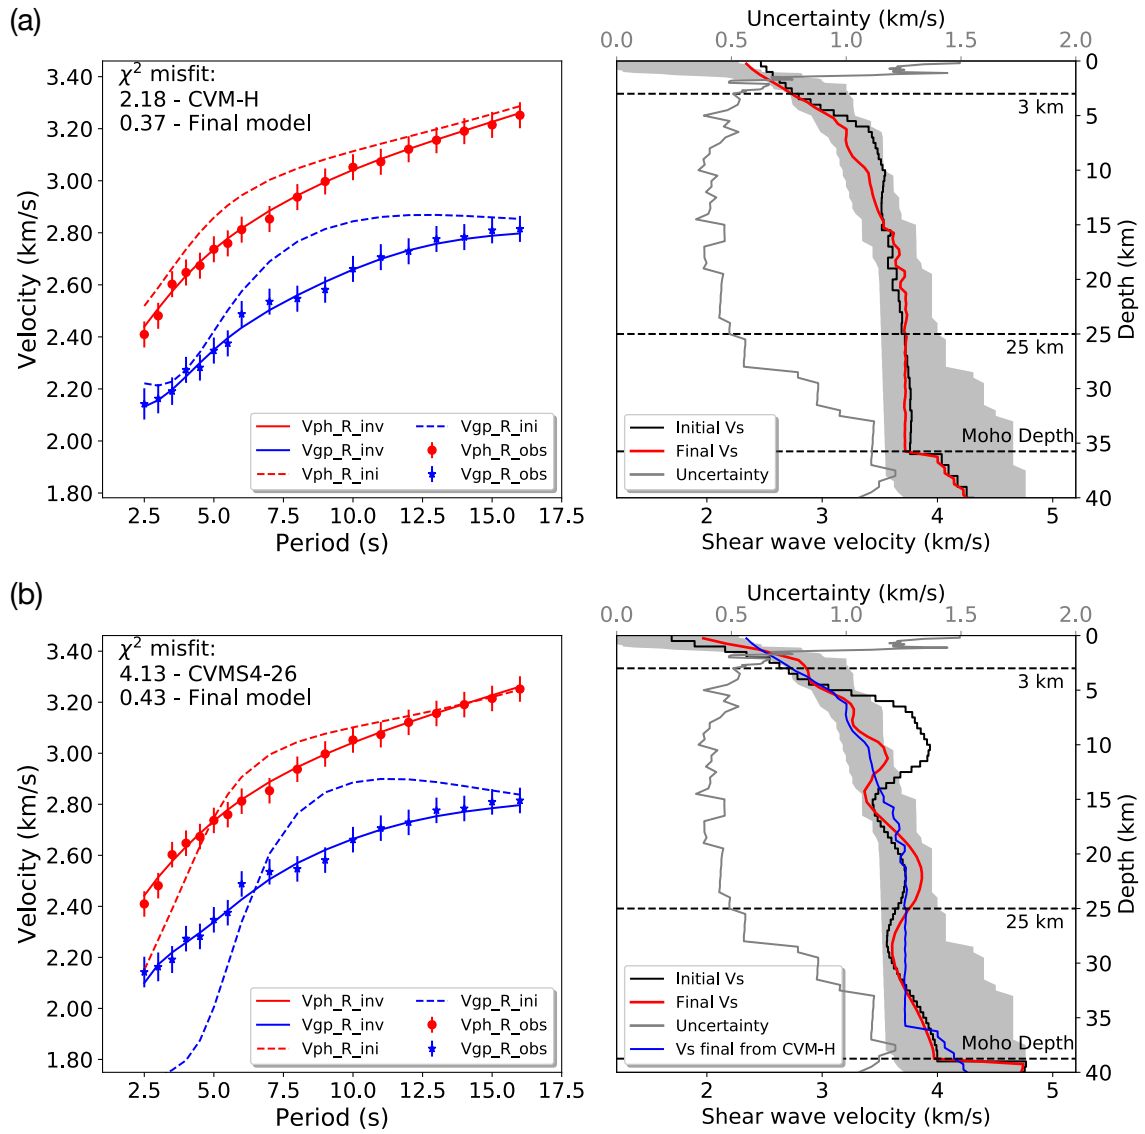 (a)
χ² misfit:
2.18 - CVM-H
0.37 - Final model
Velocity (km/s)
3.40
3.20
3.00
2.80
2.60
2.40
2.20
2.00
1.80
2.5 5.0 7.5 10.0 12.5 15.0 17.5
Period (s)
Vph_R_inv
Vgp_R_inv
Vph_R_ini
Vgp_R_ini
Vph_R_obs
Vgp_R_obs
Uncertainty (km/s)
0.0 0.5 1.0 1.5 2.0
0
5
10
15
20
25
30
35
40
Depth (km)
3 km
25 km
Moho Depth
Initial Vs
Final Vs
Uncertainty
2 3 4 5
Shear wave velocity (km/s)
(b)
χ² misfit:
4.13 - CVMS4-26
0.43 - Final model
Velocity (km/s)
3.40
3.20
3.00
2.80
2.60
2.40
2.20
2.00
1.80
2.5 5.0 7.5 10.0 12.5 15.0 17.5
Period (s)
Vph_R_inv
Vgp_R_inv
Vph_R_ini
Vgp_R_ini
Vph_R_obs
Vgp_R_obs
Uncertainty (km/s)
0.0 0.5 1.0 1.5 2.0
0
5
10
15
20
25
30
35
40
Depth (km)
3 km
25 km
Moho Depth
Initial Vs
Final Vs
Uncertainty
Vs final from CVM-H
2 3 4 5
Shear wave velocity (km/s)